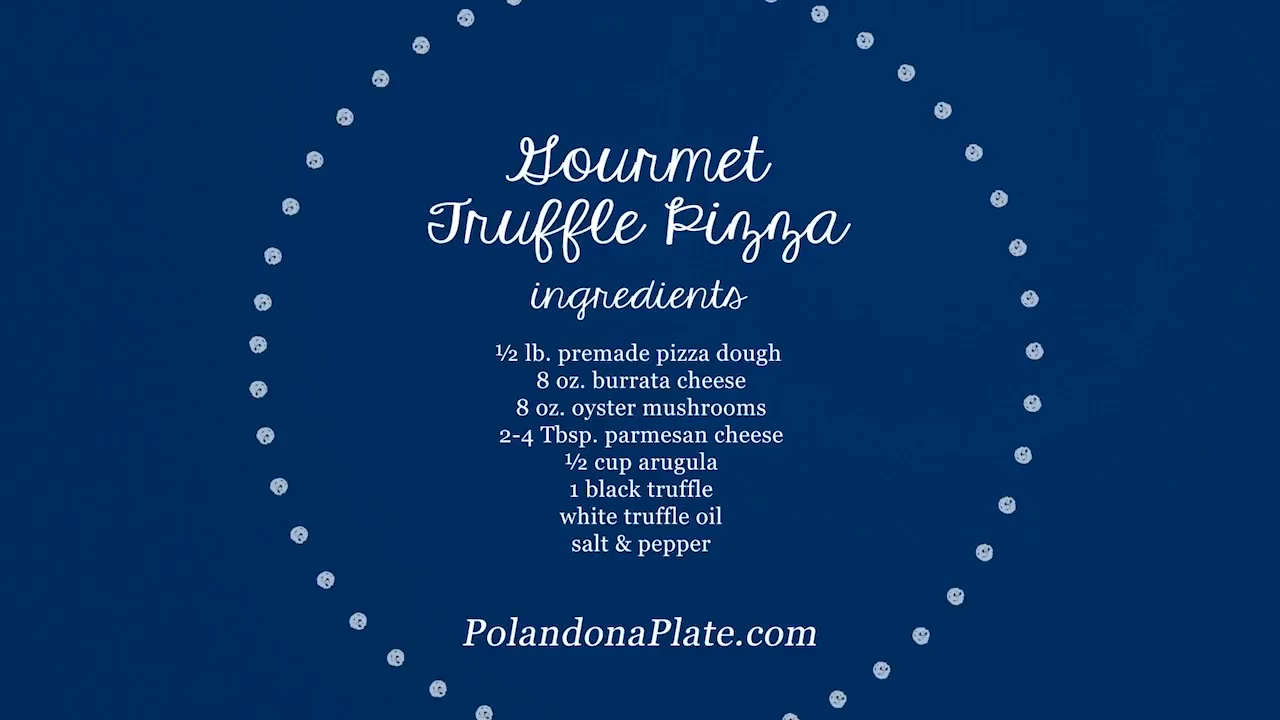 Gourmet
Truffle Pizza
ingredients
½ lb. premade pizza dough
8 oz. burrata cheese
8 oz. oyster mushrooms
2-4 Tbsp. parmesan cheese
½ cup arugula
1 black truffle
white truffle oil
salt & pepper
PolandonaPlate.com